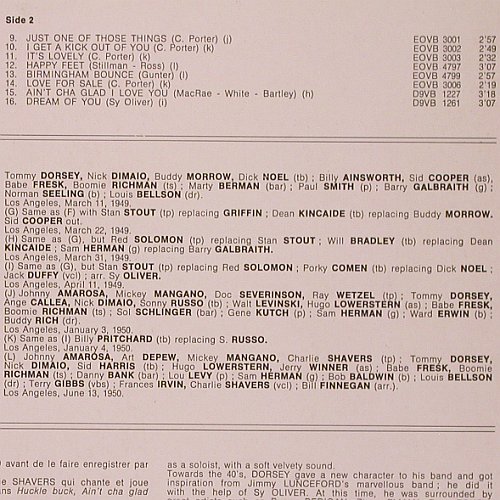 Side 2
9. JUST ONE OF THOSE THINGS (C. Porter) (j) EOVB 3001 2'57
10. I GET A KICK OUT OF YOU (C. Porter) (k) EOVB 3002 2'49
11. IT'S LOVELY (C. Porter) (k) EOVB 3003 2'32
12. HAPPY FEET (Stillman - Ross) (l) EOVB 4797 3'07
13. BIRMINGHAM BOUNCE (Gunter) (l) EOVB 4799 2'57
14. LOVE FOR SALE (C. Porter) (k) EOVB 3006 2'19
15. AIN'T CHA GLAD I LOVE YOU (MacRae - White - Bartley) (h) D9VB 1227 3'18
16. DREAM OF YOU (Sy Oliver) (i) D9VB 1261 3'07
Tommy DORSEY, Nick DIMAIO, Buddy MORROW, Dick NOEL (tb) ; Billy AINSWORTH, Sid COOPER (as),
Babe FRESK, Boomie RICHMAN (ts) ; Marty BERMAN (bar) ; Paul SMITH (p) ; Barry GALBRAITH (g) ;
Norman SEELING (b) ; Louis BELLSON (dr).
Los Angeles, March 11, 1949.
(G) Same as (F) with Stan STOUT (tp) replacing GRIFFIN ; Dean KINCAIDE (tb) replacing Buddy MORROW.
Sid COOPER out.
Los Angeles, March 22, 1949.
(H) Same as (G), but Red SOLOMON (tp) replacing Stan STOUT ; Will BRADLEY (tb) replacing Dean
KINCAIDE ; Sam HERMAN (g) replacing Barry GALBRAITH.
Los Angeles, March 31, 1949.
(I) Same as (G), but Stan STOUT (tp) replacing Red SOLOMON ; Porky COMEN (tb) replacing Dick NOEL ;
Jack DUFFY (vcl) ; arr. Sy OLIVER.
Los Angeles, April 11, 1949.
(J) Johnny AMAROSA, Mickey MANGANO, Doc SEVERINSON, Ray WETZEL (tp) ; Tommy DORSEY,
Ange CALLEA, Nick DIMAIO, Sonny RUSSO (tb) ; Walt LEVINSKI, Hugo LOWERSTERN (as) ; Babe FRESK,
Boomie RICHMAN (ts) ; Sol SCHLINGER (bar) ; Gene KUTCH (p) ; Sam HERMAN (g) ; Ward ERWIN (b) ;
Buddy RICH (dr).
Los Angeles, January 3, 1950.
(K) Same as (I) Billy PRITCHARD (tb) replacing S. RUSSO.
Los Angeles, January 4, 1950.
(L) Johnny AMAROSA, Art DEPEW, Mickey MANGANO, Charlie SHAVERS (tp) ; Tommy DORSEY,
Nick DIMAIO, Sid HARRIS (tb) ; Hugo LOWERSTERN, Jerry WINNER (as) ; Babe FRESK, Boomie
RICHMAN (ts) ; Danny BANK (bar) ; Lou LEVY (p) ; Sam HERMAN (g) ; Bob BALDWIN (b) ; Louis BELLSON
(dr) ; Terry GIBBS (vbs) ; Frances IRVIN, Charlie SHAVERS (vcl) ; Bill FINNEGAN (arr.).
Los Angeles, June 13, 1950.
avant de le faire enregistrer par
SHAVERS qui chante et joue
Huckle buck, Ain't cha glad
as a soloist, with a soft velvety sound.
Towards the 40's, DORSEY gave a new character to his band and got
inspiration from Jimmy LUNCEFORD's marvellous band ; he did it
with the help of Sy OLIVER. At this time, he was surrounded by